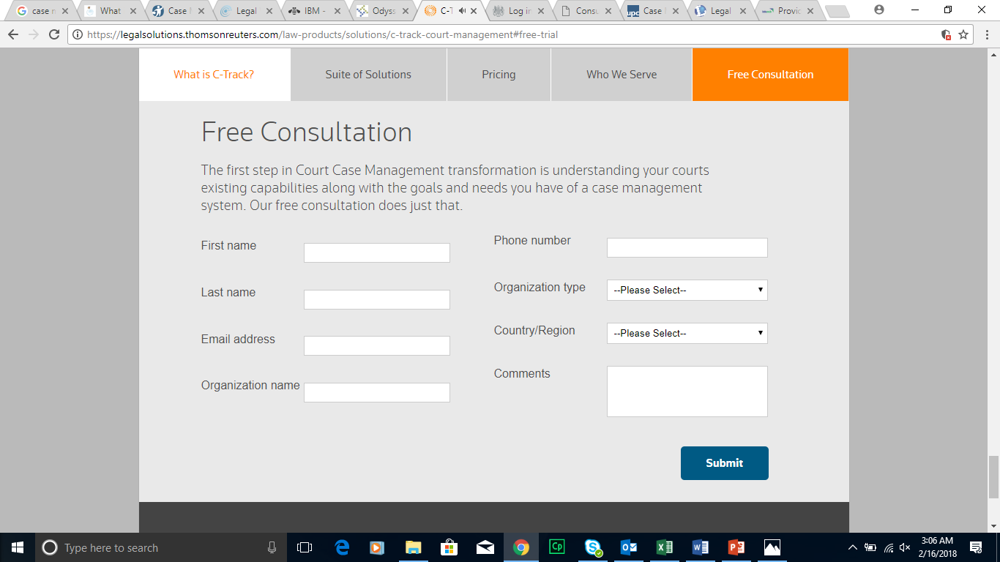 case
What
Case
Legal
IBM -
Odyss
C-T
Log in
Consu
upc Case
Legal
Provid
https://legalsolutions.thomsonreuters.com/law-products/solutions/c-track-court-management#free-trial
What is C-Track?
Suite of Solutions
Pricing
Who We Serve
Free Consultation
Free Consultation
The first step in Court Case Management transformation is understanding your courts
existing capabilities along with the goals and needs you have of a case management
system. Our free consultation does just that.
First name
Last name
Email address
Organization name
Phone number
Organization type
--Please Select--
Country/Region
--Please Select--
Comments
Submit
Type here to search
Cp
3:06 AM
2/16/2018